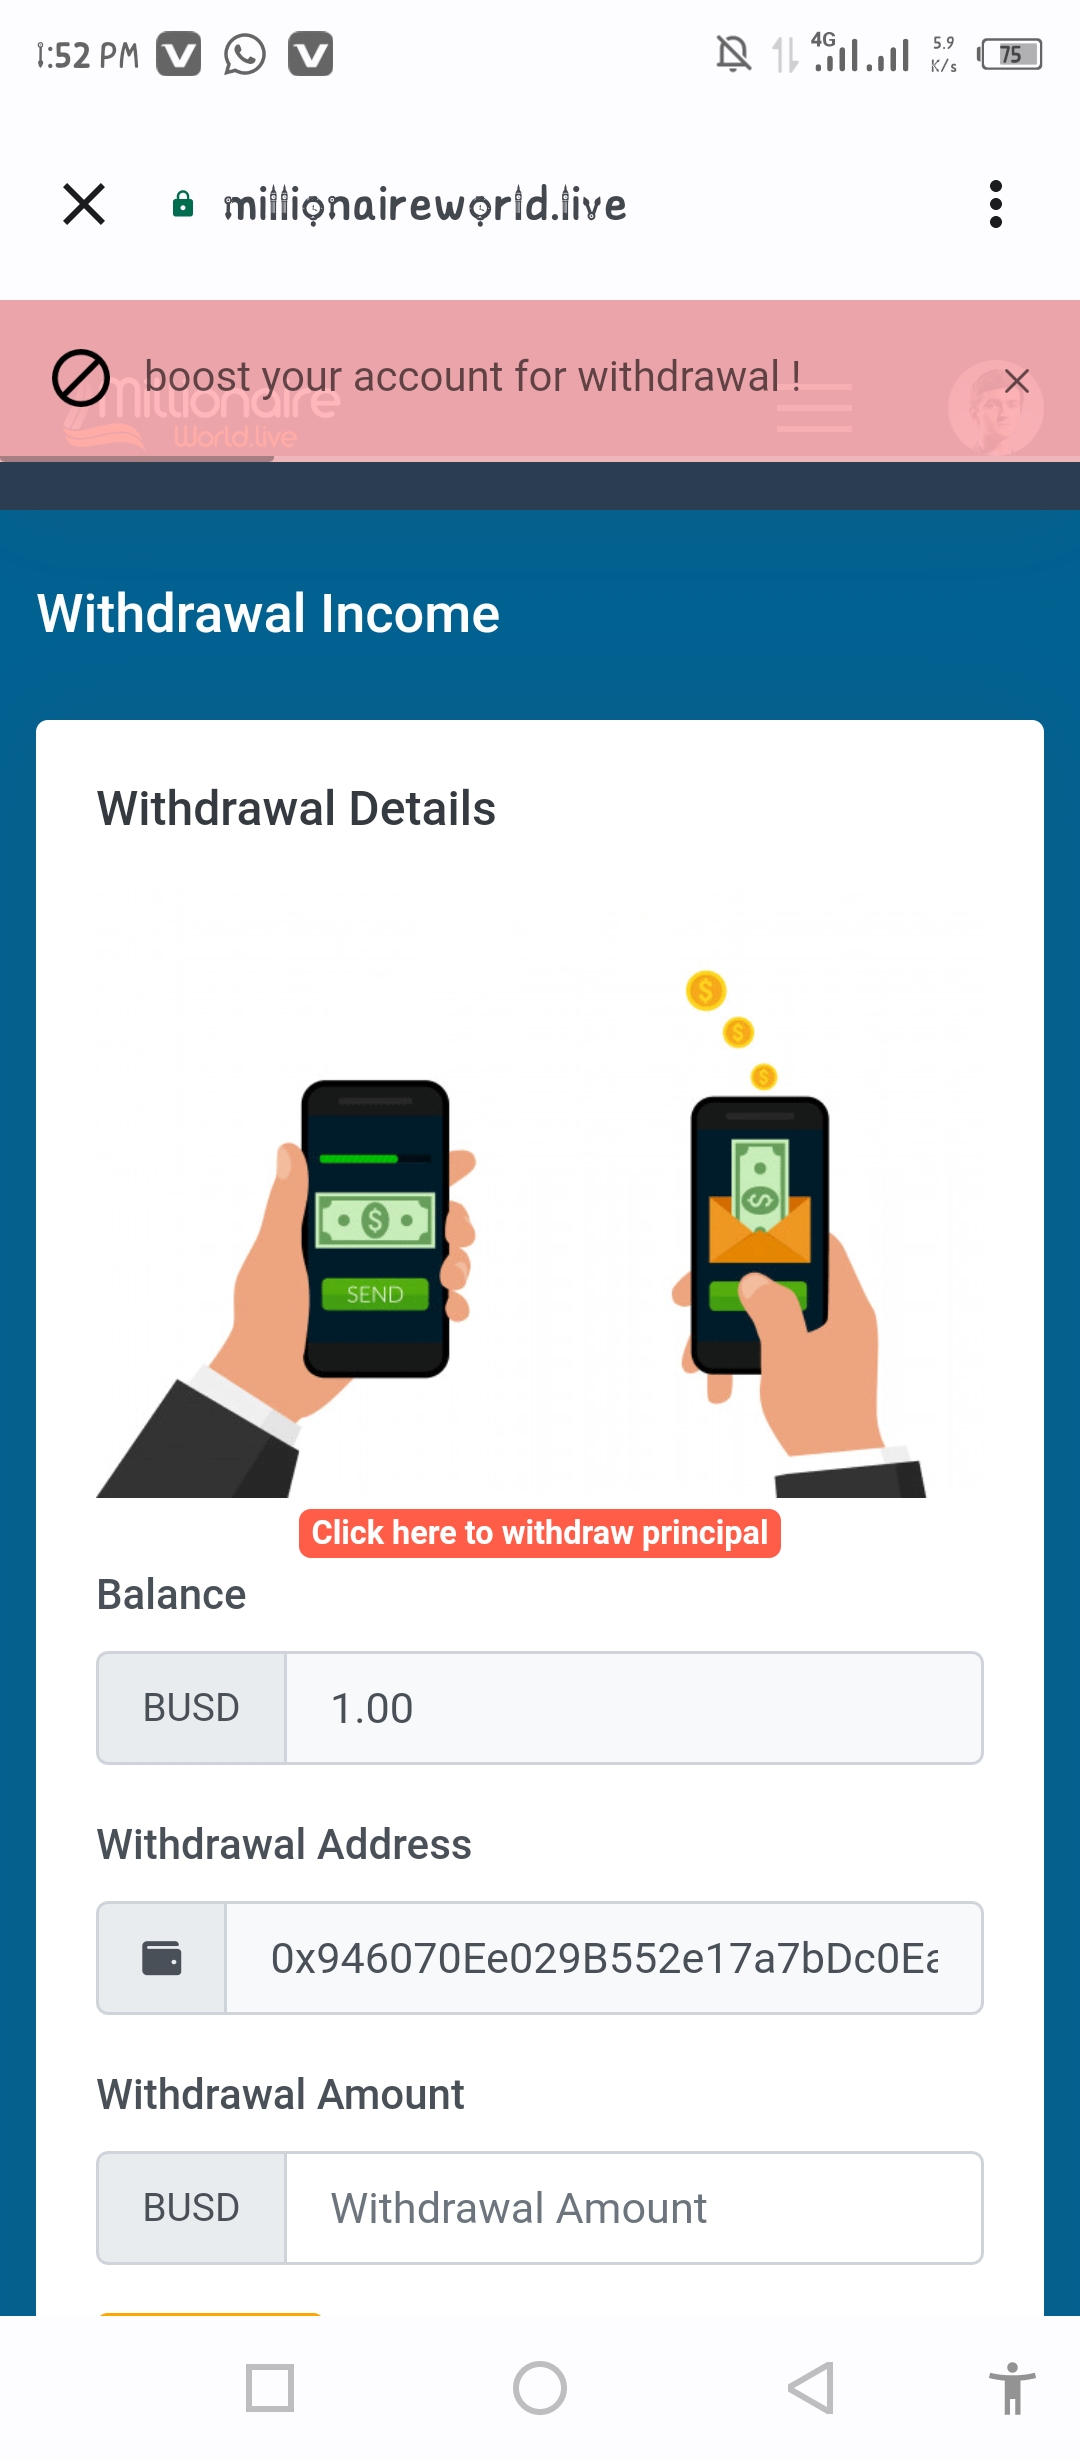 1:52 PM
4G
5.9
K/s
75
millionaireworld.live
boost your account for withdrawal !
Millionaire
World.live
Withdrawal Income
Withdrawal Details
SEND
Click here to withdraw principal
Balance
BUSD 1.00
Withdrawal Address
0x946070Ee029B552e17a7bDc0Ea
Withdrawal Amount
BUSD Withdrawal Amount